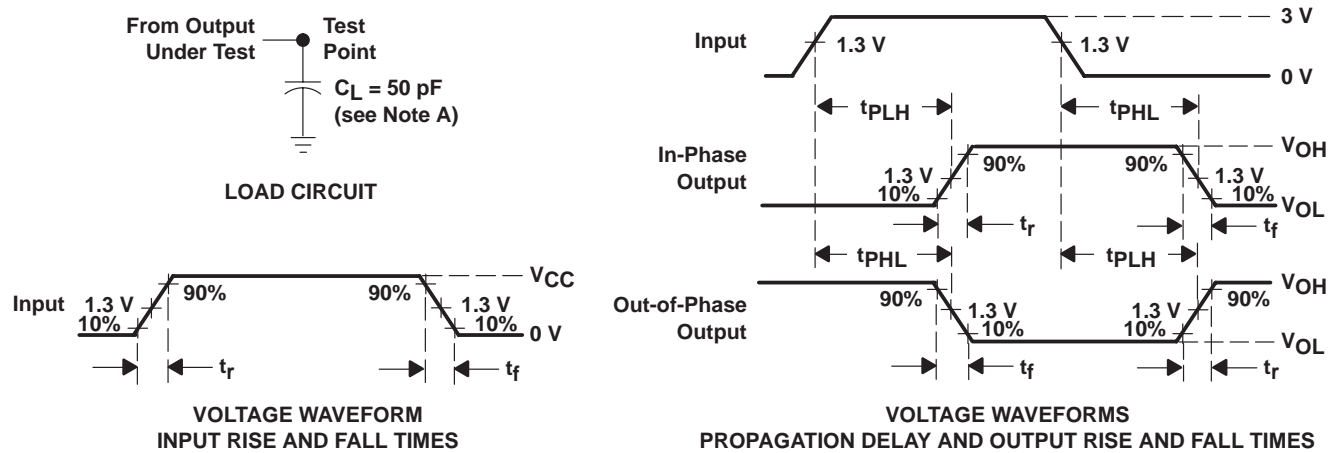 From Output
Under Test
Test
Point
CL = 50 pF
(see Note A)
LOAD CIRCUIT
Input
1.3 V
10%
90%
90%
1.3 V
10%
VCC
0 V
tr
tf
VOLTAGE WAVEFORM
INPUT RISE AND FALL TIMES
Input
1.3 V
1.3 V
3 V
0 V
tPLH
tPHL
In-Phase
Output
1.3 V
10%
90%
90%
1.3 V
10%
VOH
VOL
tr
tf
tPHL
tPLH
Out-of-Phase
Output
90%
1.3 V
10%
1.3 V
10%
90%
VOH
VOL
tf
tr
VOLTAGE WAVEFORMS
PROPAGATION DELAY AND OUTPUT RISE AND FALL TIMES